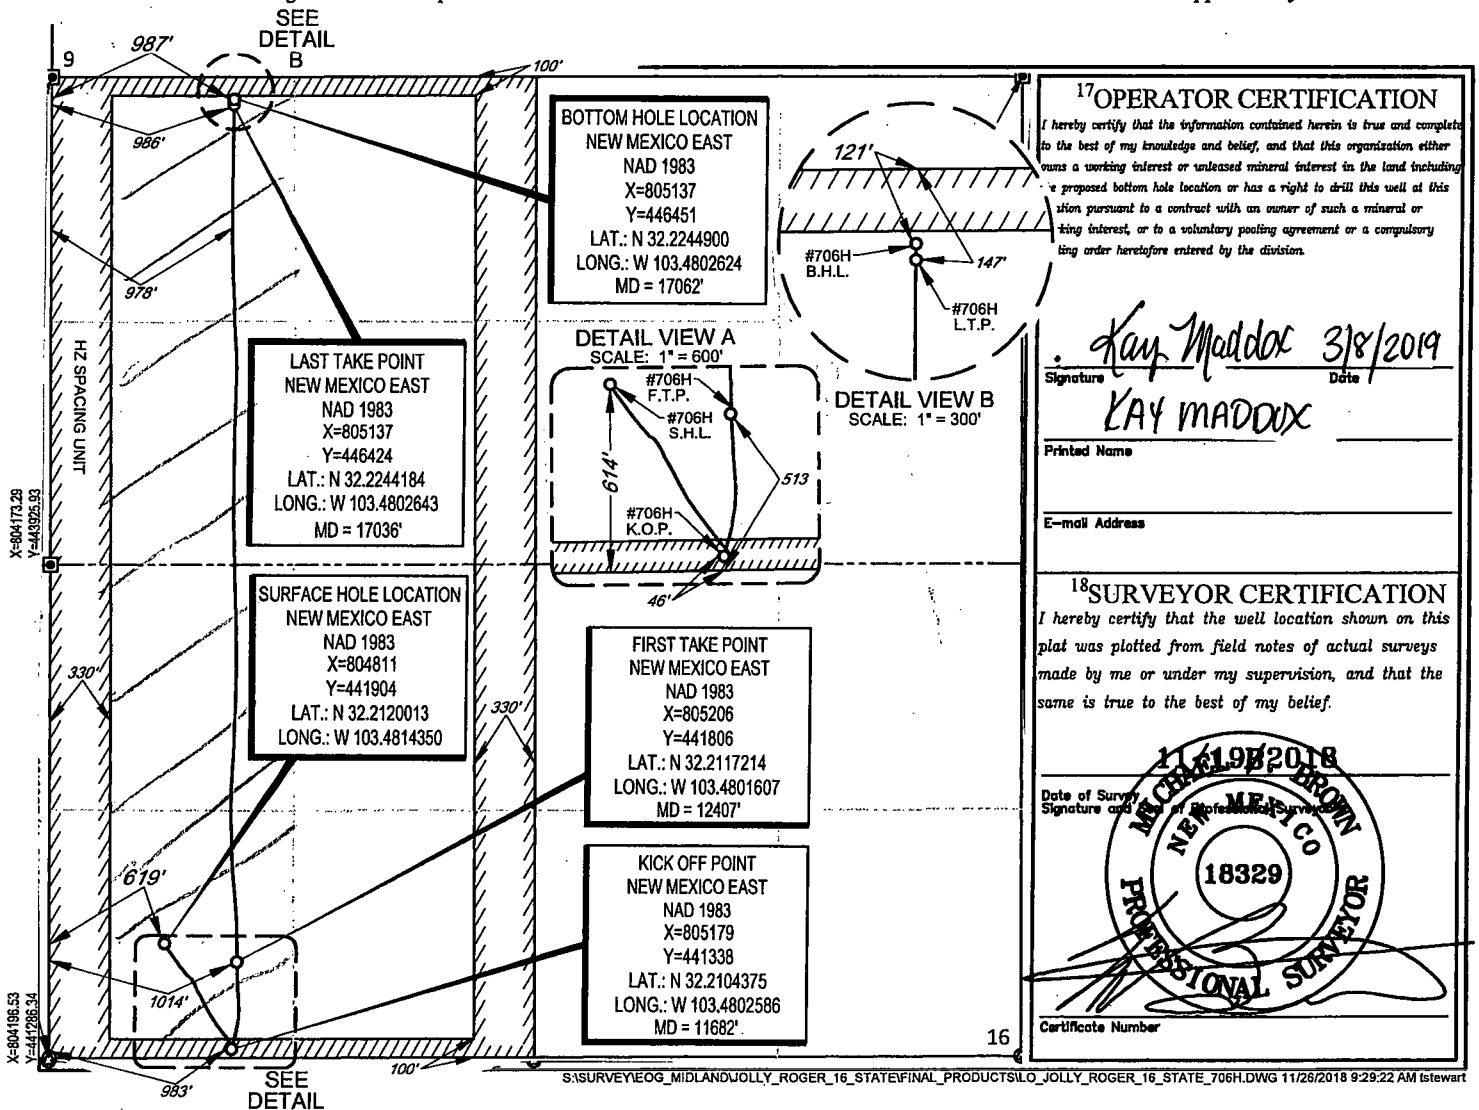 SEE
DETAIL
B
9
987'
100'
986'
978'
HZ SPACING UNIT
X=804173.29
Y=443925.93
330'
330'
619'
1014'
X=804196.53
Y=441286.34
983'
100'
SEE
DETAIL
16
BOTTOM HOLE LOCATION
NEW MEXICO EAST
NAD 1983
X=805137
Y=446451
LAT.: N 32.2244900
LONG.: W 103.4802624
MD = 17062'
LAST TAKE POINT
NEW MEXICO EAST
NAD 1983
X=805137
Y=446424
LAT.: N 32.2244184
LONG.: W 103.4802643
MD = 17036'
SURFACE HOLE LOCATION
NEW MEXICO EAST
NAD 1983
X=804811
Y=441904
LAT.: N 32.2120013
LONG.: W 103.4814350
DETAIL VIEW A
SCALE: 1" = 600'
#706H
F.T.P.
#706H
S.H.L.
614'
513
#706H
K.O.P.
46'
FIRST TAKE POINT
NEW MEXICO EAST
NAD 1983
X=805206
Y=441806
LAT.: N 32.2117214
LONG.: W 103.4801607
MD = 12407'
KICK OFF POINT
NEW MEXICO EAST
NAD 1983
X=805179
Y=441338
LAT.: N 32.2104375
LONG.: W 103.4802586
MD = 11682'
121'
#706H
B.H.L.
147'
#706H
L.T.P.
DETAIL VIEW B
SCALE: 1" = 300'
17OPERATOR CERTIFICATION
I hereby certify that the information contained herein is true and complete
to the best of my knowledge and belief, and that this organization either
owns a working interest or unleased mineral interest in the land including
e proposed bottom hole location or has a right to drill this well at this
tion pursuant to a contract with an owner of such a mineral or
king interest, or to a voluntary pooling agreement or a compulsory
ling order heretofore entered by the division.
Kay Maddox 3/8/2019
Signature Date
KAY MADDOX
Printed Name
E-mail Address
18SURVEYOR CERTIFICATION
I hereby certify that the well location shown on this
plat was plotted from field notes of actual surveys
made by me or under my supervision, and that the
same is true to the best of my belief.
11/19/2018
Date of Survey
Signature and Seal of Professional Surveyor
MICHAEL B. BROWN
NEW MEXICO
18329
PROFESSIONAL SURVEYOR
Certificate Number
S:\SURVEY\EOG_MIDLAND\JOLLY_ROGER_16_STATE\FINAL_PRODUCTS\LO_JOLLY_ROGER_16_STATE_706H.DWG 11/26/2018 9:29:22 AM tstewart